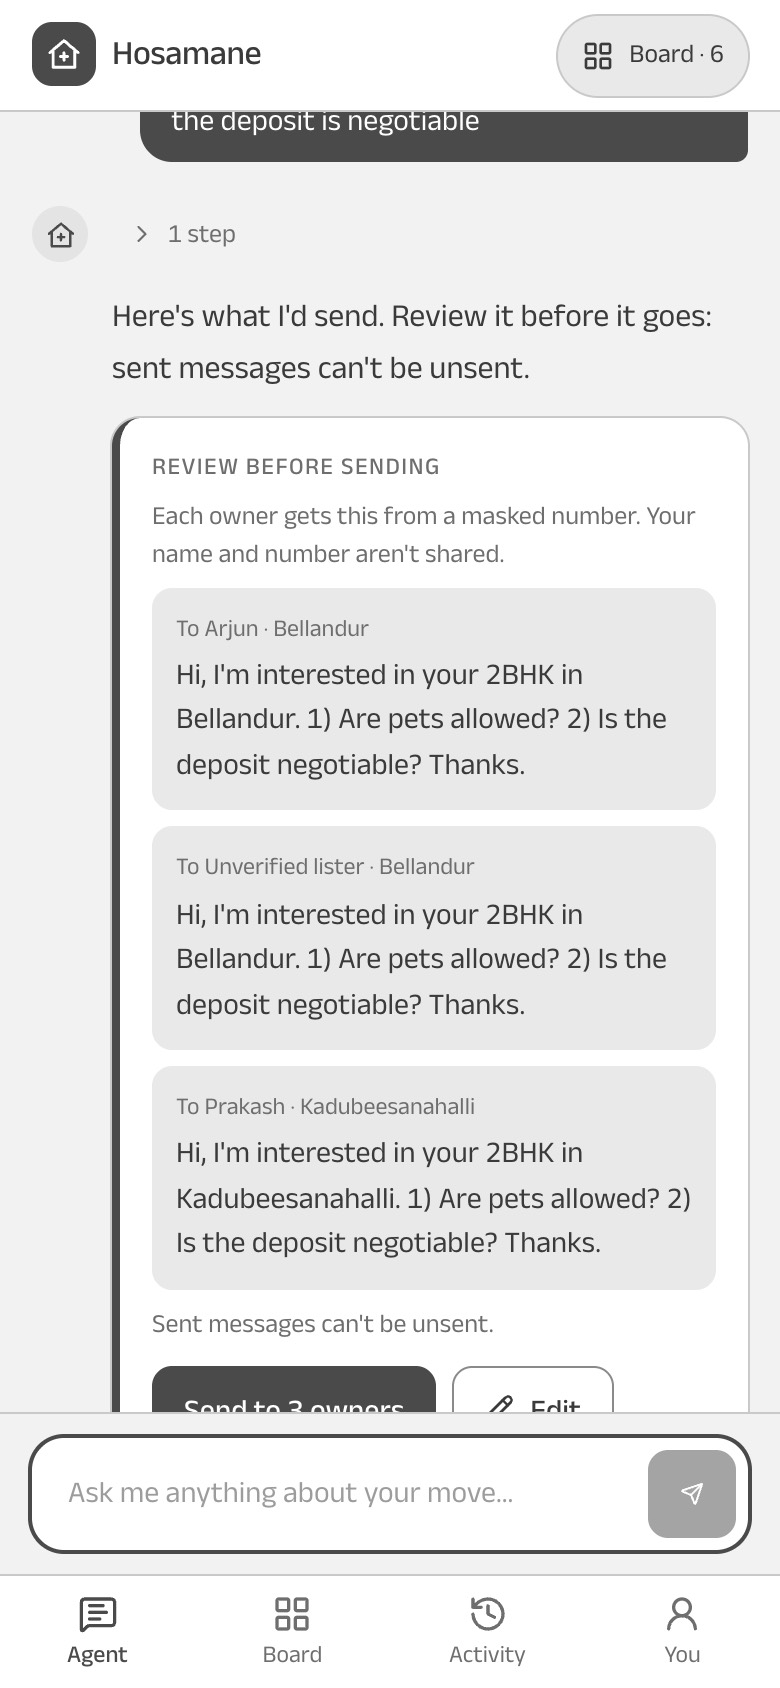 Hosamane
Board · 6
the deposit is negotiable
1 step
Here's what I'd send. Review it before it goes:
sent messages can't be unsent.
REVIEW BEFORE SENDING
Each owner gets this from a masked number. Your
name and number aren't shared.
To Arjun · Bellandur
Hi, I'm interested in your 2BHK in
Bellandur. 1) Are pets allowed? 2) Is the
deposit negotiable? Thanks.
To Unverified lister · Bellandur
Hi, I'm interested in your 2BHK in
Bellandur. 1) Are pets allowed? 2) Is the
deposit negotiable? Thanks.
To Prakash · Kadubeesanahalli
Hi, I'm interested in your 2BHK in
Kadubeesanahalli. 1) Are pets allowed? 2)
Is the deposit negotiable? Thanks.
Sent messages can't be unsent.
Send to 3 owners
Edit
Ask me anything about your move...
Agent
Board
Activity
You